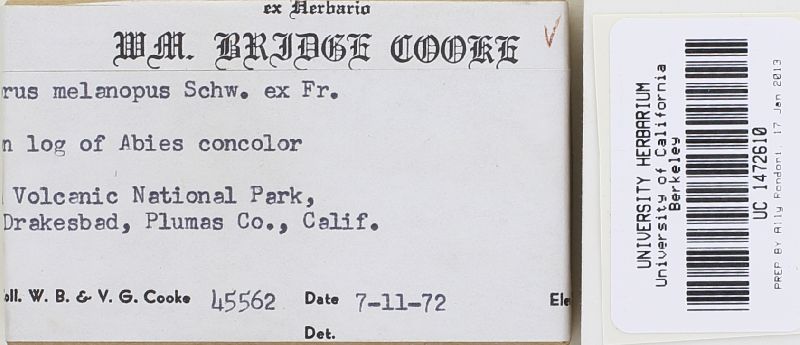 ex Herbario
WM. BRIDGE COOKE
rus melanopus Schw. ex Fr.
n log of Abies concolor
Volcanic National Park,
Drakesbad, Plumas Co., Calif.
oll. W. B. & V. G. Cooke 45562 Date 7-11-72 Ele
Det.
UNIVERSITY HERBARIUM
University of California
Berkeley
UC 1472610
PREP BY Ally Rondoni, 17 Jan 2013